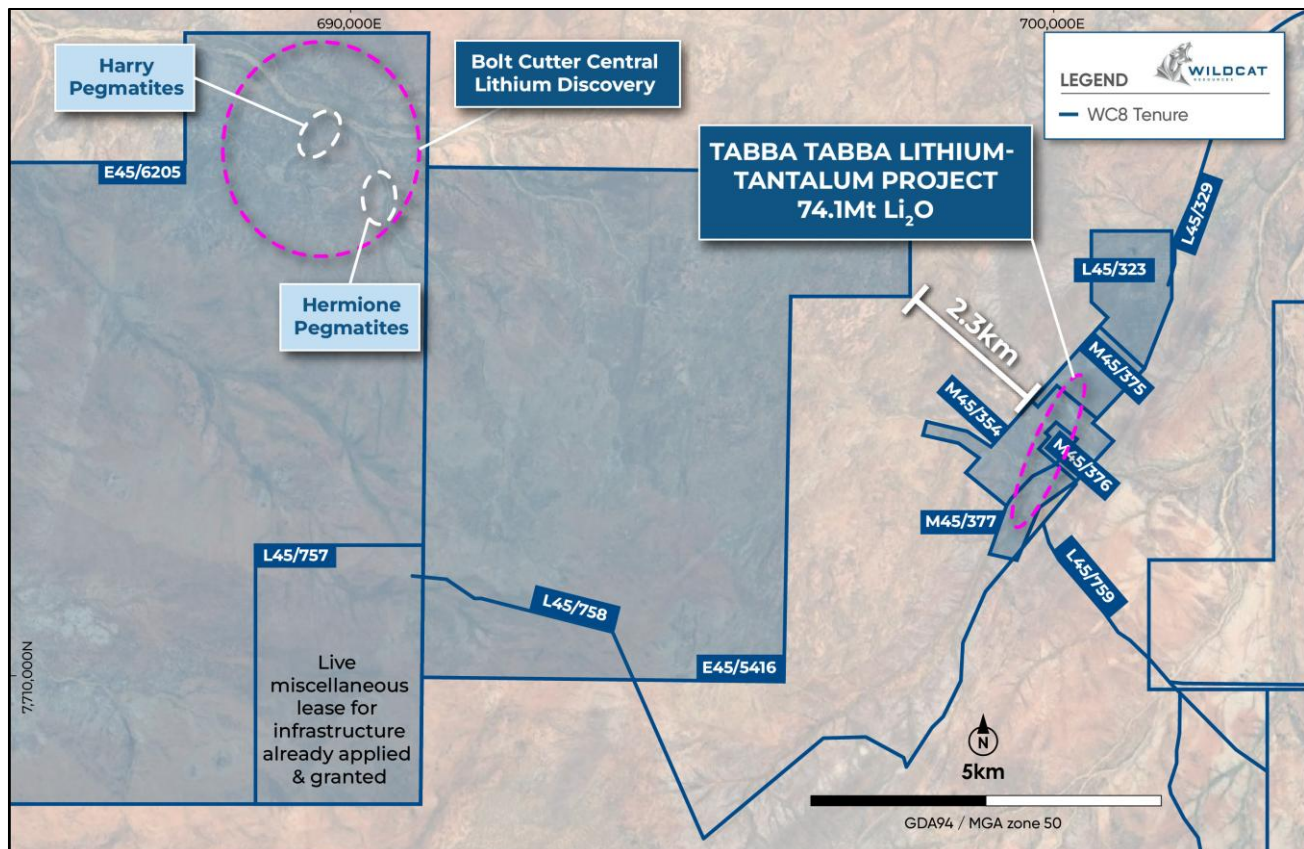 690,000E
700,000E
Harry
Pegmatites
Bolt Cutter Central
Lithium Discovery
LEGEND
WILDCAT
RESOURCES
WC8 Tenure
E45/6205
TABBA TABBA LITHIUM-
TANTALUM PROJECT
74.1Mt Li₂O
L45/329
L45/323
Hermione
Pegmatites
2.3km
M45/375
M45/354
M45/376
M45/377
L45/757
L45/758
L45/759
E45/5416
7,710,000N
Live
miscellaneous
lease for
infrastructure
already applied
& granted
N
5km
GDA94 / MGA zone 50